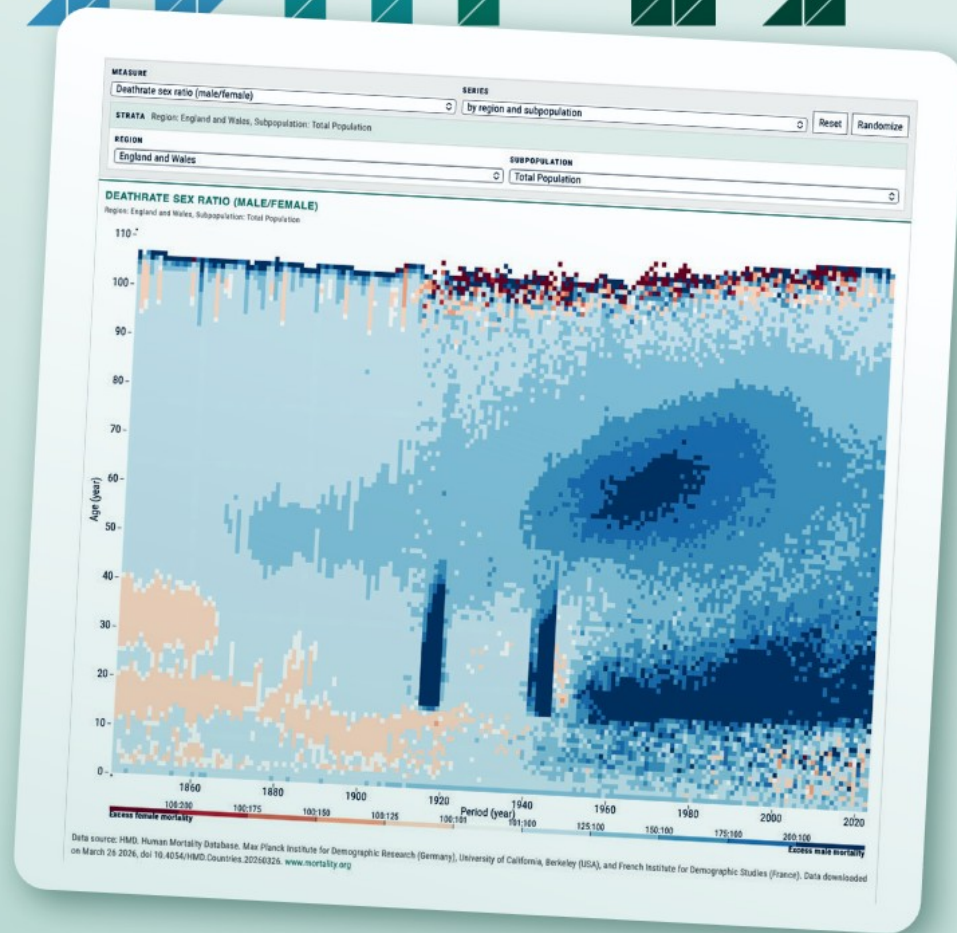 MEASURE
Deathrate sex ratio (male/female)
SERIES
by region and subpopulation
Reset
Randomize
STRATA Region: England and Wales, Subpopulation: Total Population
REGION
England and Wales
SUBPOPULATION
Total Population
DEATHRATE SEX RATIO (MALE/FEMALE)
Region: England and Wales, Subpopulation: Total Population
110
100
90
80
70
60
50
40
30
20
10
0
Age (year)
1860 1880 1900 1920 1940 1960 1980 2000 2020
Period (year)
100:200 100:175 100:150 100:125 100:101 101:100 125:100 150:100 175:100 200:100
Excess female mortality
Excess male mortality
Data source: HMD. Human Mortality Database. Max Planck Institute for Demographic Research (Germany), University of California, Berkeley (USA), and French Institute for Demographic Studies (France). Data downloaded
on March 26 2026, doi 10.4054/HMD.Countries.20260326. www.mortality.org